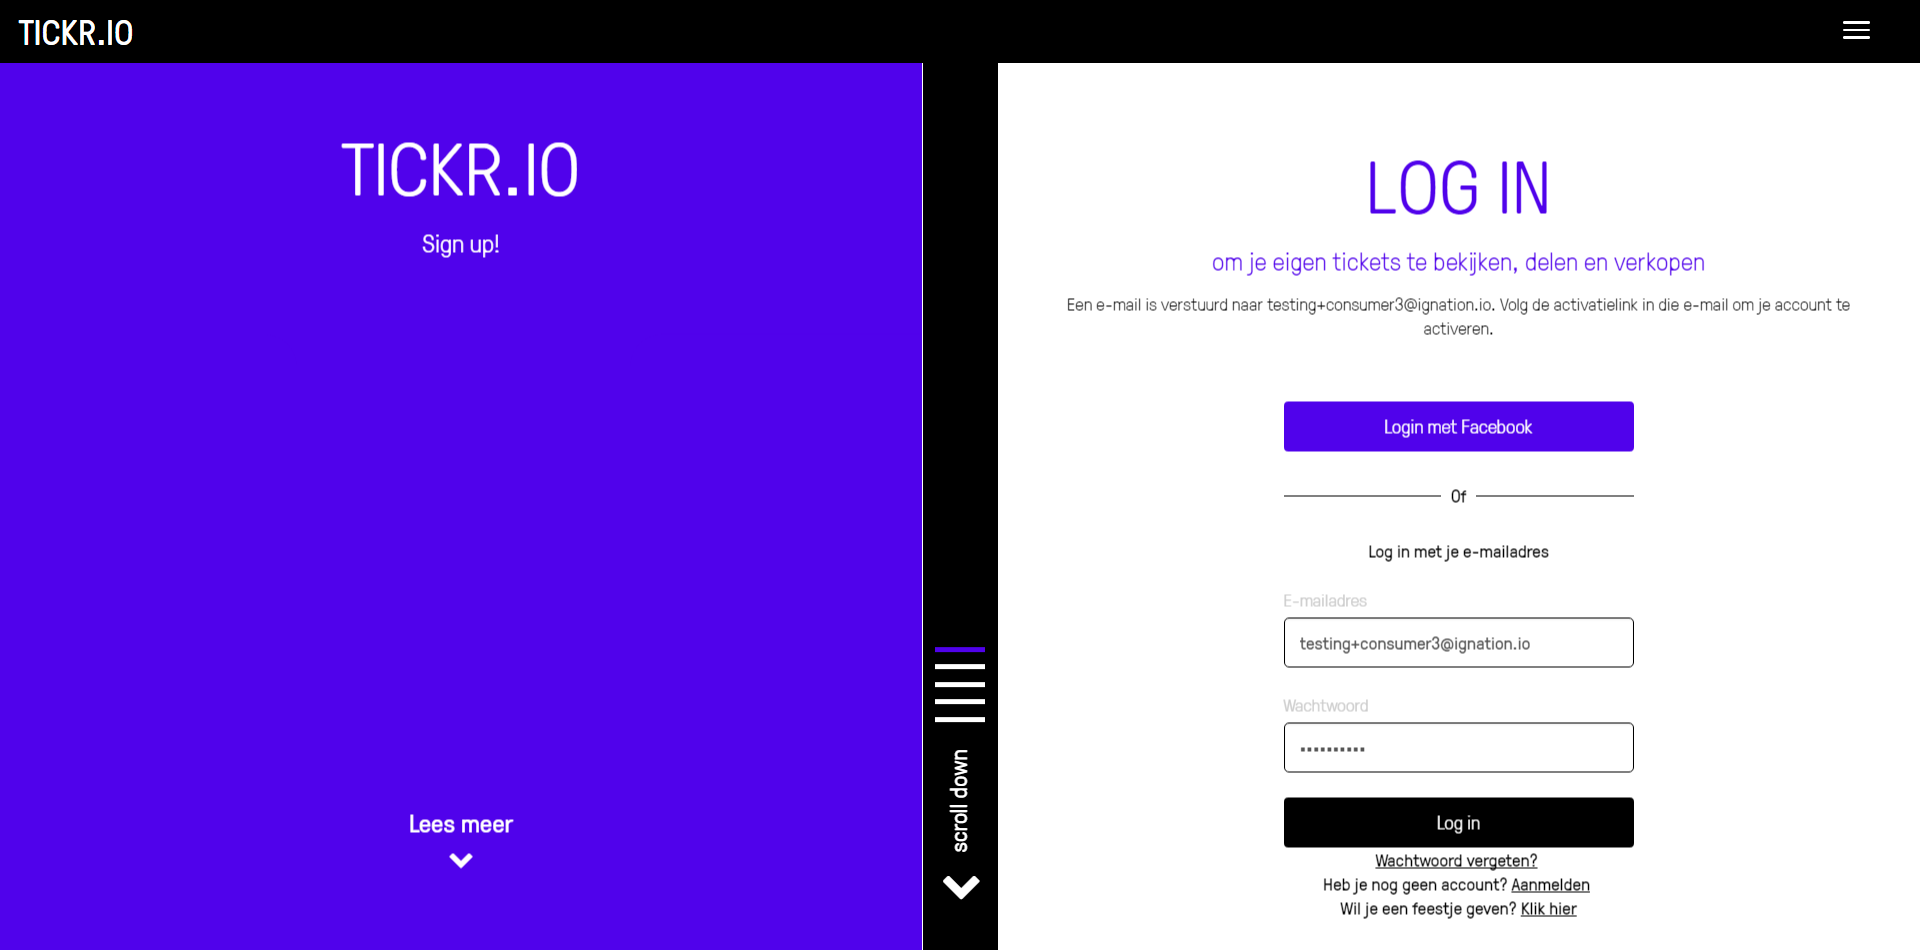 TICKR.IO
TICKR.IO
Sign up!
Lees meer
scroll down
LOG IN
om je eigen tickets te bekijken, delen en verkopen
Een e-mail is verstuurd naar testing+consumer3@ignation.io. Volg de activatielink in die e-mail om je account te
activeren.
Login met Facebook
Of
Log in met je e-mailadres
E-mailadres
testing+consumer3@ignation.io
Wachtwoord
••••••••••
Log in
Wachtwoord vergeten?
Heb je nog geen account? Aanmelden
Wil je een feestje geven? Klik hier